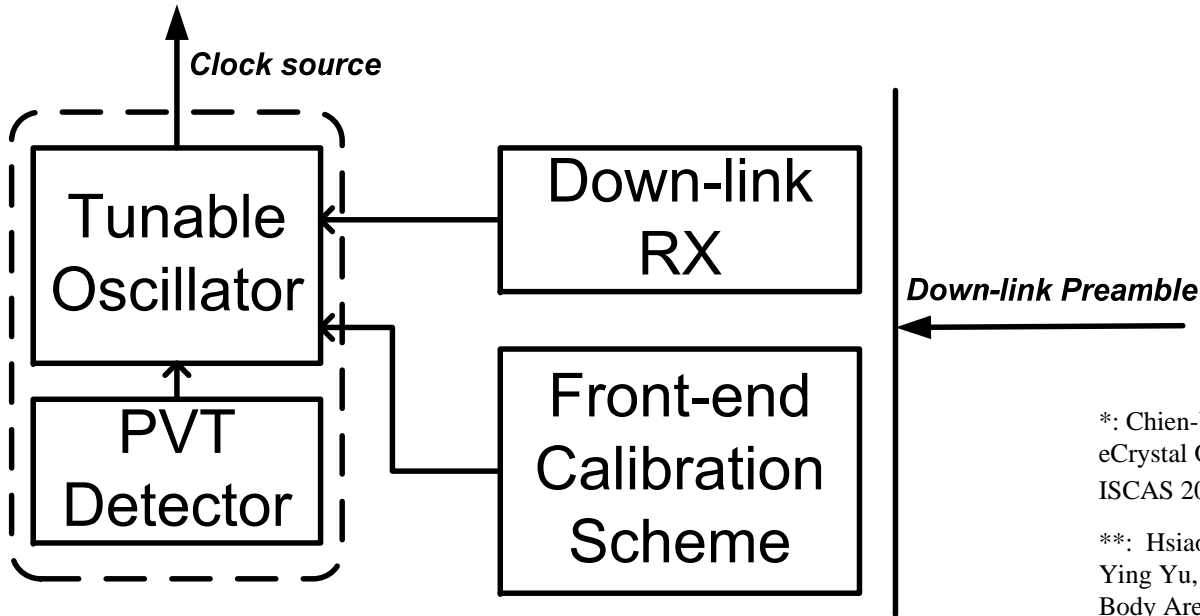 Clock source
Tunable
Oscillator
PVT
Detector
Down-link
RX
Front-end
Calibration
Scheme
Down-link Preamble
*: Chien-
eCrystal
ISCAS 20
**: Hsiao
Ying Yu,
Body Are